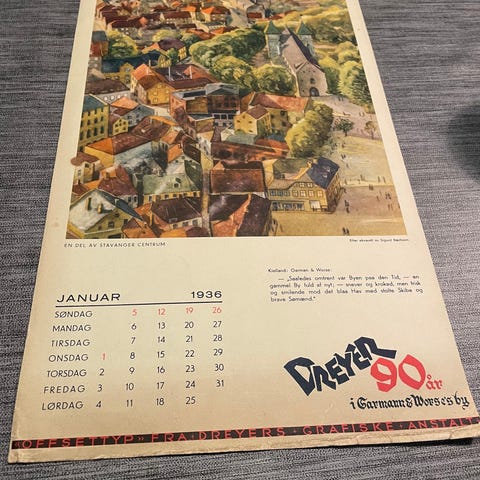 EN DEL AV STAVANGER CENTRUM
Efter akvarell av Sigurd
Kielland: Garman & Worse:
— „Saaledes omtrent var Byen paa den Tid, — en
gammel By fuld af nyt; — snever og kroked, men frisk
og smilende mod det blaa Hav med stolte Skibe og
brave Sømænd."
JANUAR 1936
SØNDAG 5 12 19 26
MANDAG 6 13 20 27
TIRSDAG 7 14 21 28
ONSDAG 1 8 15 22 29
TORSDAG 2 9 16 23 30
FREDAG 3 10 17 24 31
LØRDAG 4 11 18 25
DREYER
90 år
i Garmann & Worse's by.
OFFSETTYP» FRA DREYERS GRAFISKE ANSTAL